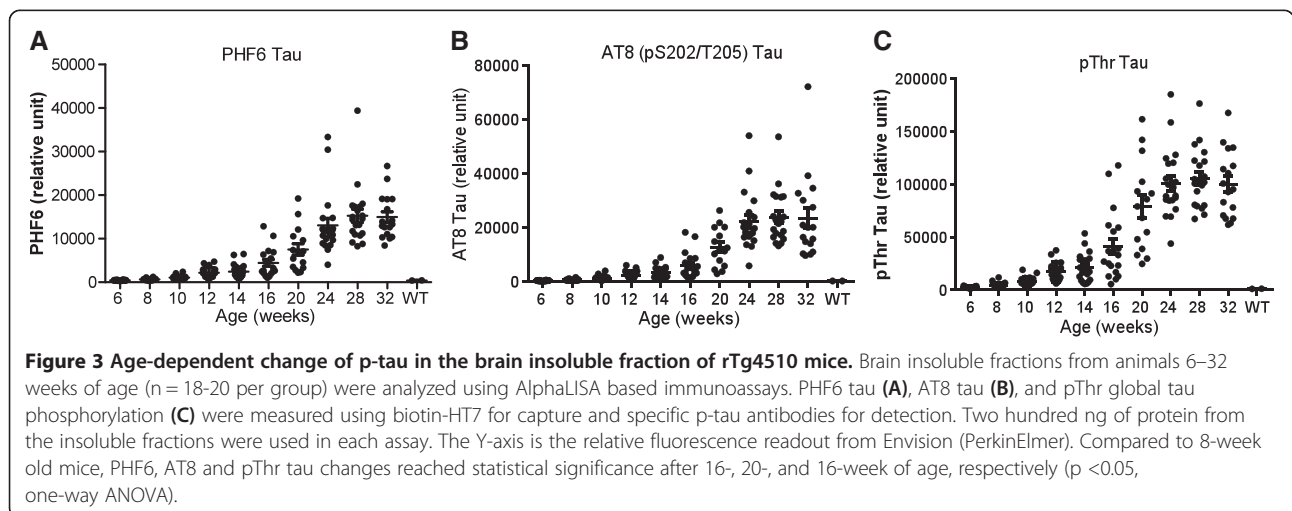 A
PHF6 Tau
PHF6 (relative unit)
50000
40000
30000
20000
10000
0
6 8 10 12 14 16 20 24 28 32 WT
Age (weeks)
B
AT8 (pS202/T205) Tau
AT8 Tau (relative unit)
80000
60000
40000
20000
0
6 8 10 12 14 16 20 24 28 32 WT
Age (weeks)
C
pThr Tau
pThr Tau (relative unit)
200000
150000
100000
50000
0
6 8 10 12 14 16 20 24 28 32 WT
Age (weeks)
Figure 3 Age-dependent change of p-tau in the brain insoluble fraction of rTg4510 mice. Brain insoluble fractions from animals 6–32
weeks of age (n = 18-20 per group) were analyzed using AlphaLISA based immunoassays. PHF6 tau (A), AT8 tau (B), and pThr global tau
phosphorylation (C) were measured using biotin-HT7 for capture and specific p-tau antibodies for detection. Two hundred ng of protein from
the insoluble fractions were used in each assay. The Y-axis is the relative fluorescence readout from Envision (PerkinElmer). Compared to 8-week
old mice, PHF6, AT8 and pThr tau changes reached statistical significance after 16-, 20-, and 16-week of age, respectively (p <0.05,
one-way ANOVA).